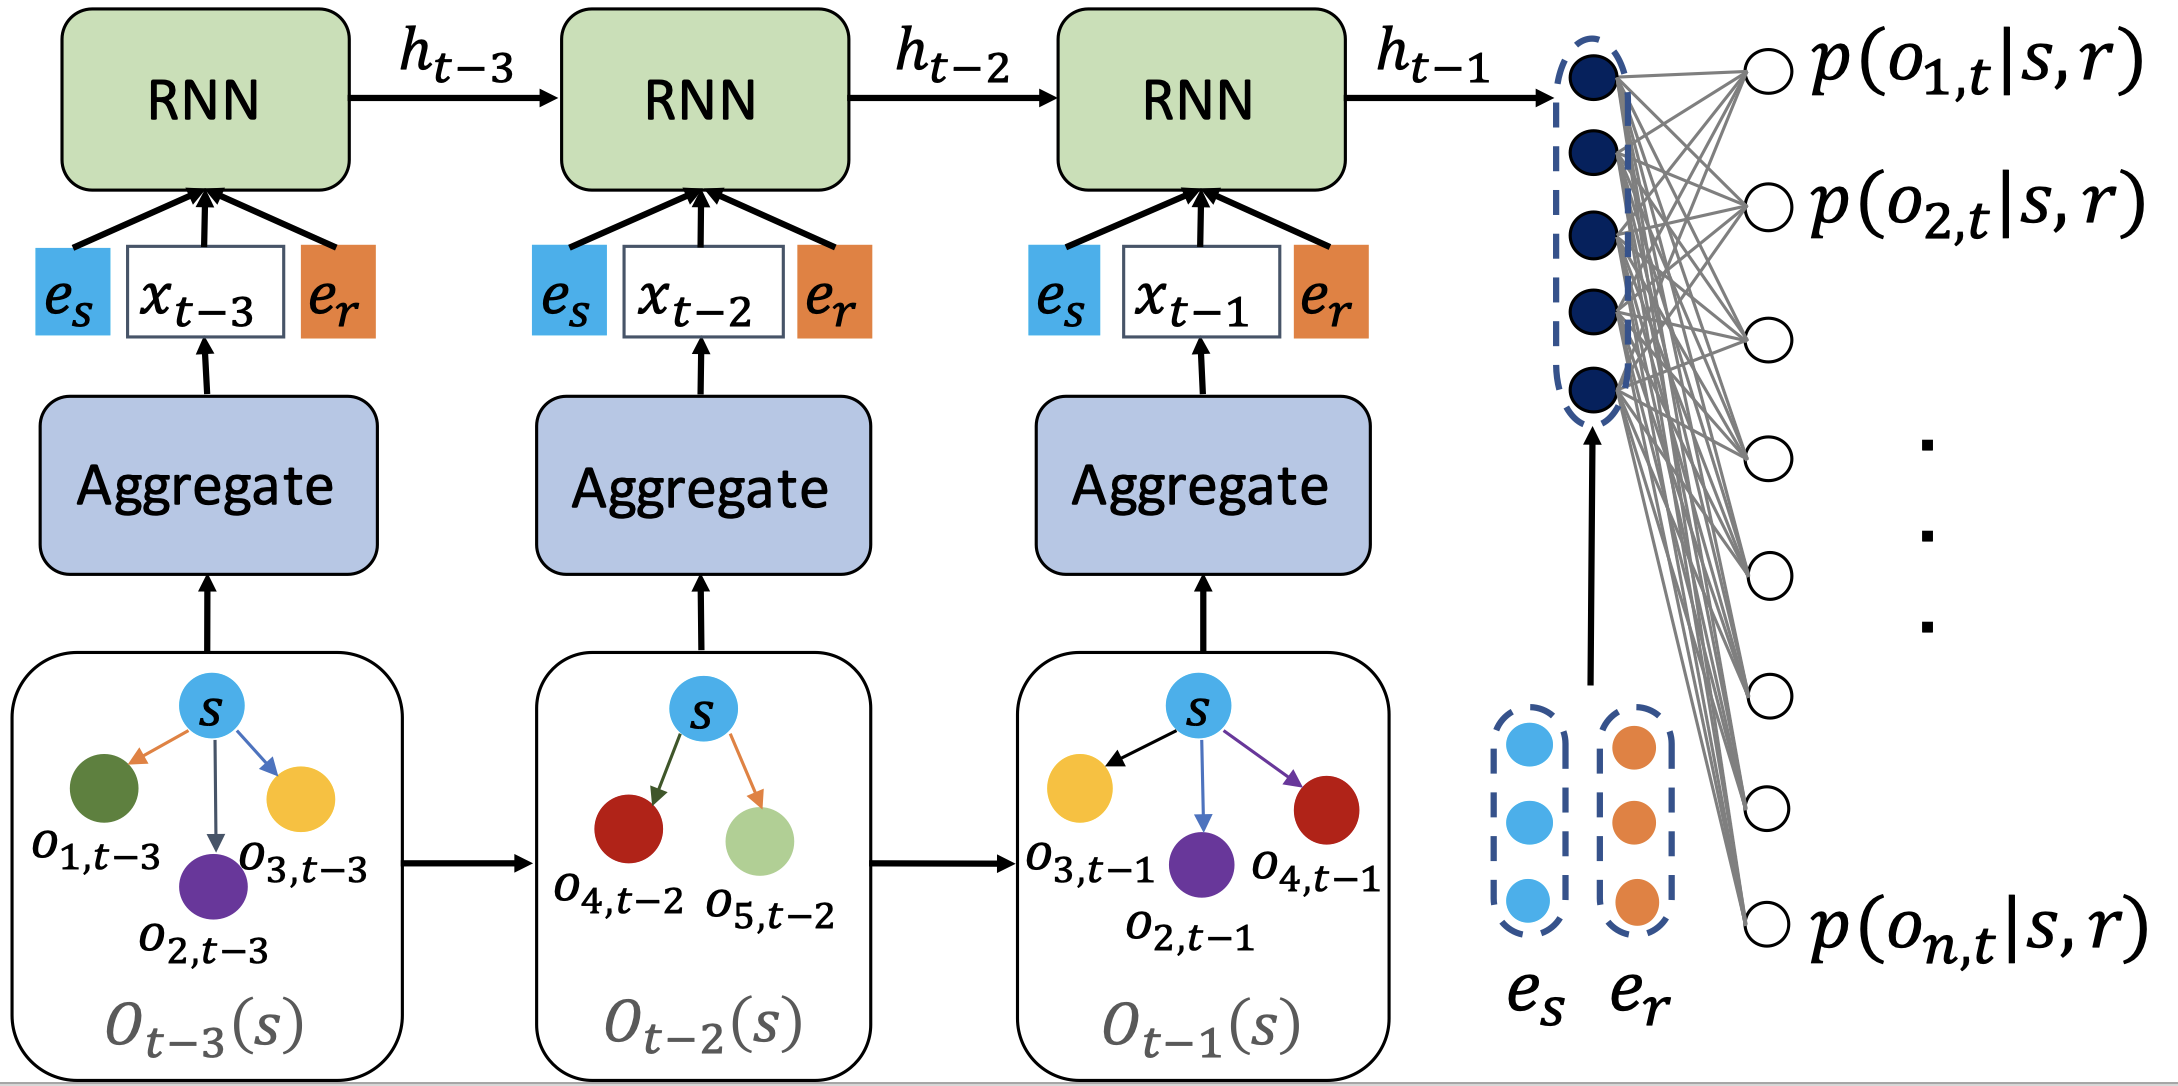 RNN h_{t-3} RNN h_{t-2} RNN h_{t-1} p(o_{1,t}|s,r)
p(o_{2,t}|s,r)
e_s x_{t-3} e_r e_s x_{t-2} e_r e_s x_{t-1} e_r
Aggregate Aggregate Aggregate
.
.
.
s s s
o_{1,t-3} o_{3,t-3} o_{4,t-2} o_{5,t-2} o_{3,t-1} o_{4,t-1}
o_{2,t-3} o_{2,t-1} p(o_{n,t}|s,r)
O_{t-3}(s) O_{t-2}(s) O_{t-1}(s) e_s e_r